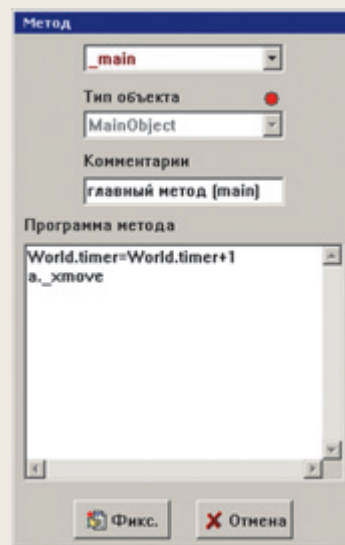 Метод
_main
Тип объекта
MainObject
Комментарии
главный метод (main)
Программа метода
World.timer=World.timer+1
a._xmove
Фикс.
Отмена